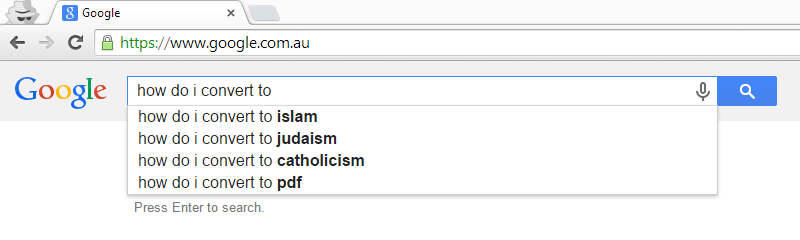 Google
https://www.google.com.au
Google
how do i convert to
how do i convert to islam
how do i convert to judaism
how do i convert to catholicism
how do i convert to pdf
Press Enter to search.